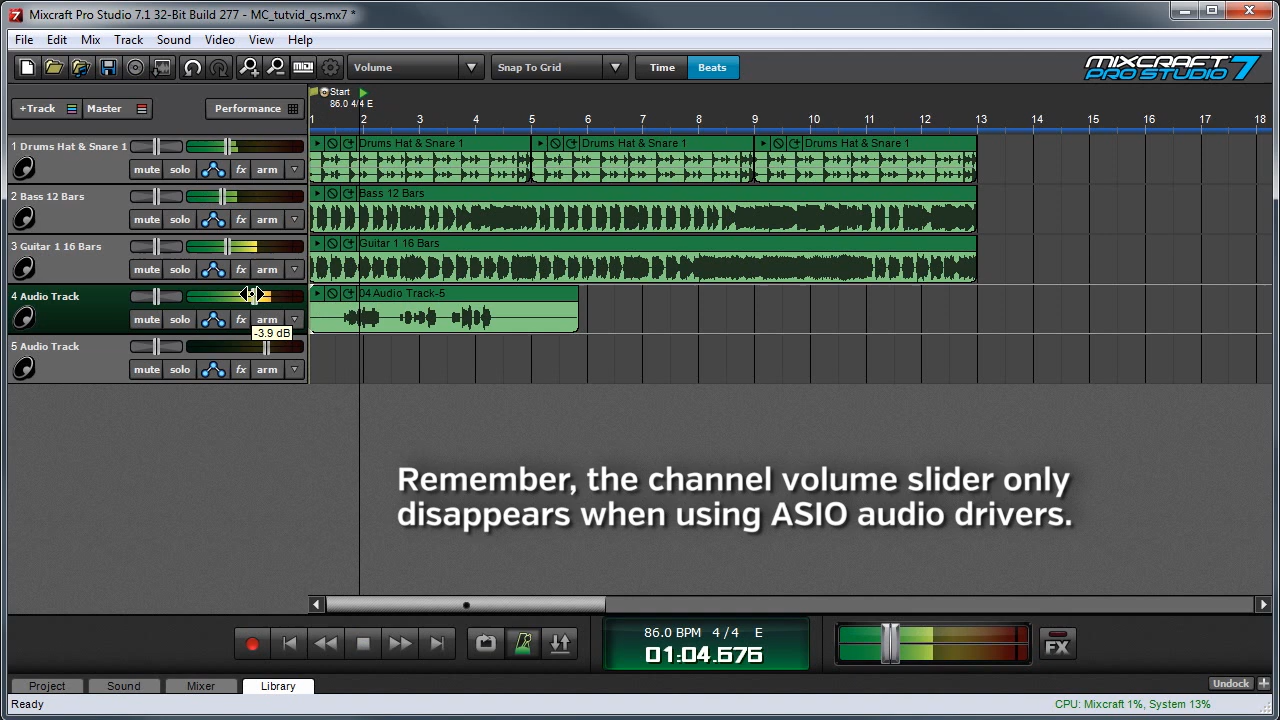 Mixcraft Pro Studio 7.1 32-Bit Build 277 - MC_tutvid_qs.mx7 *
File Edit Mix Track Sound Video View Help
Volume Snap To Grid Time Beats MIXCRAFT PRO STUDIO 7
+Track Master Performance
Start
86.0 4/4 E
1 2 3 4 5 6 7 8 9 10 11 12 13 14 15 16 17 18
1 Drums Hat & Snare 1 Drums Hat & Snare 1 Drums Hat & Snare 1 Drums Hat & Snare 1
mute solo fx arm
2 Bass 12 Bars Bass 12 Bars
mute solo fx arm
3 Guitar 1 16 Bars Guitar 1 16 Bars
mute solo fx arm
4 Audio Track 04 Audio Track-5
mute solo fx arm
-3.9 dB
5 Audio Track
mute solo fx arm
Remember, the channel volume slider only
disappears when using ASIO audio drivers.
86.0 BPM 4/4 E
01:04.676
FX
Project Sound Mixer Library Undock
Ready CPU: Mixcraft 1%, System 13%